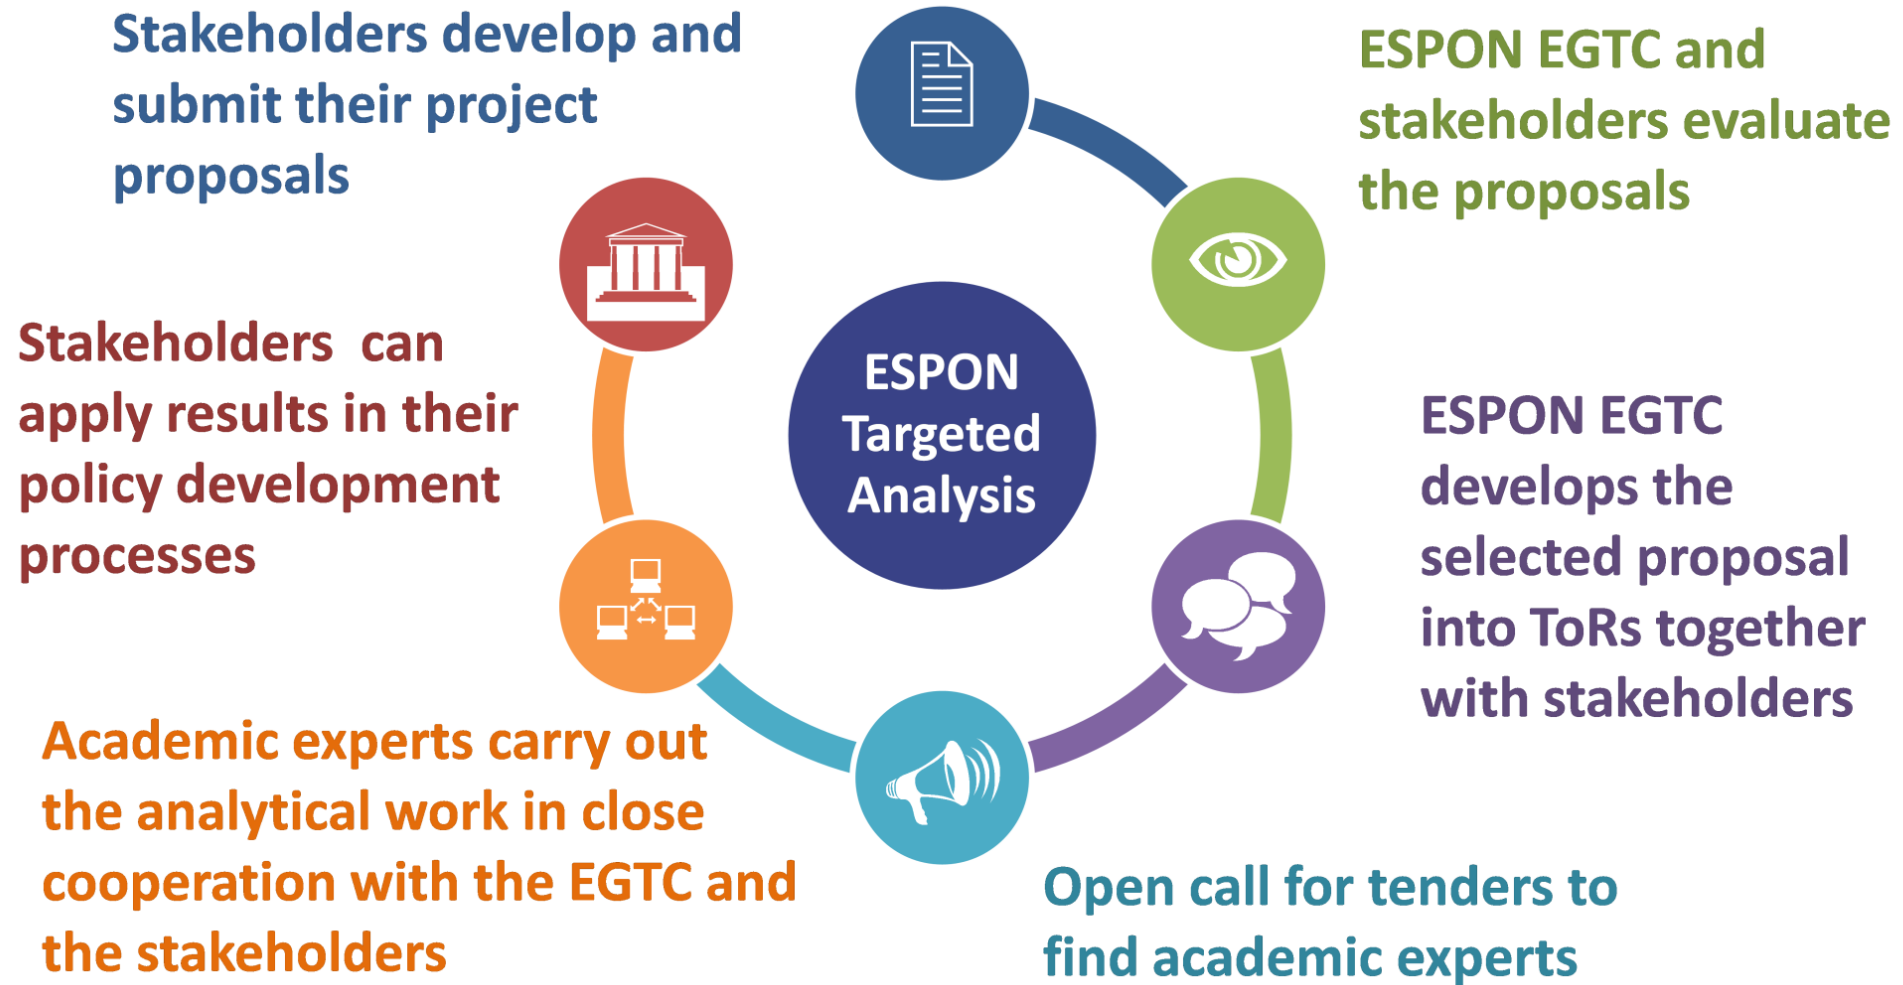 Stakeholders develop and
submit their project
proposals
ESPON EGTC and
stakeholders evaluate
the proposals
ESPON EGTC
develops the
selected proposal
into ToRs together
with stakeholders
Open call for tenders to
find academic experts
Academic experts carry out
the analytical work in close
cooperation with the EGTC and
the stakeholders
Stakeholders can
apply results in their
policy development
processes
ESPON
Targeted
Analysis